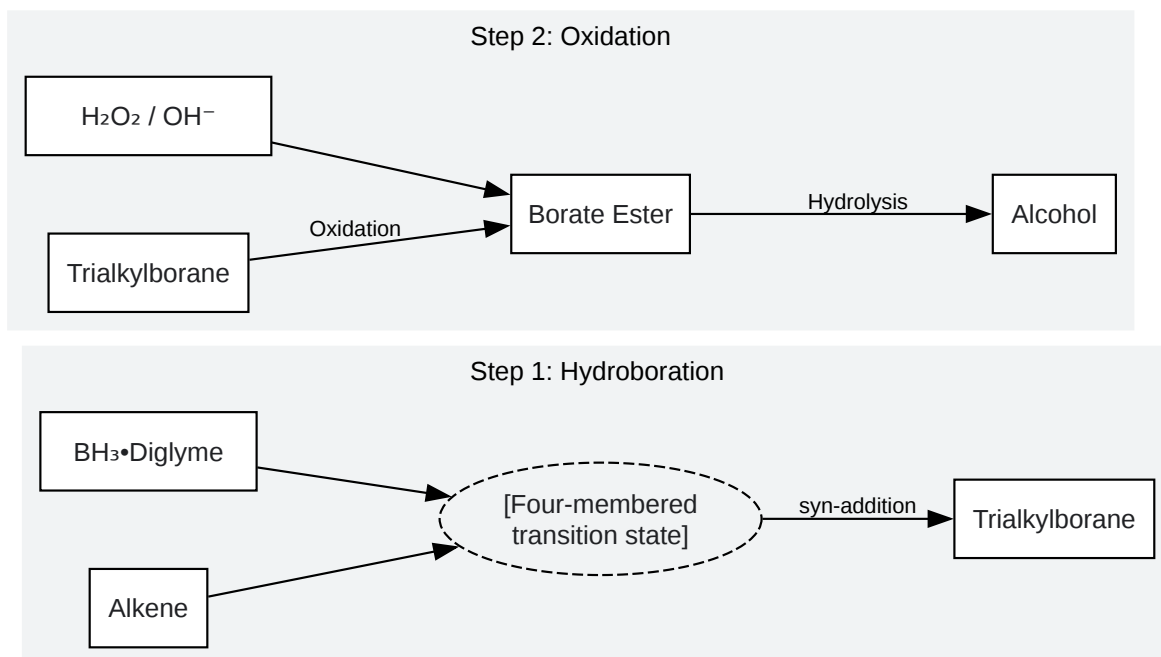 Step 2: Oxidation
H₂O₂ / OH⁻
Oxidation
Trialkylborane
Borate Ester
Hydrolysis
Alcohol
Step 1: Hydroboration
BH₃•Diglyme
Alkene
[Four-membered
transition state]
syn-addition
Trialkylborane